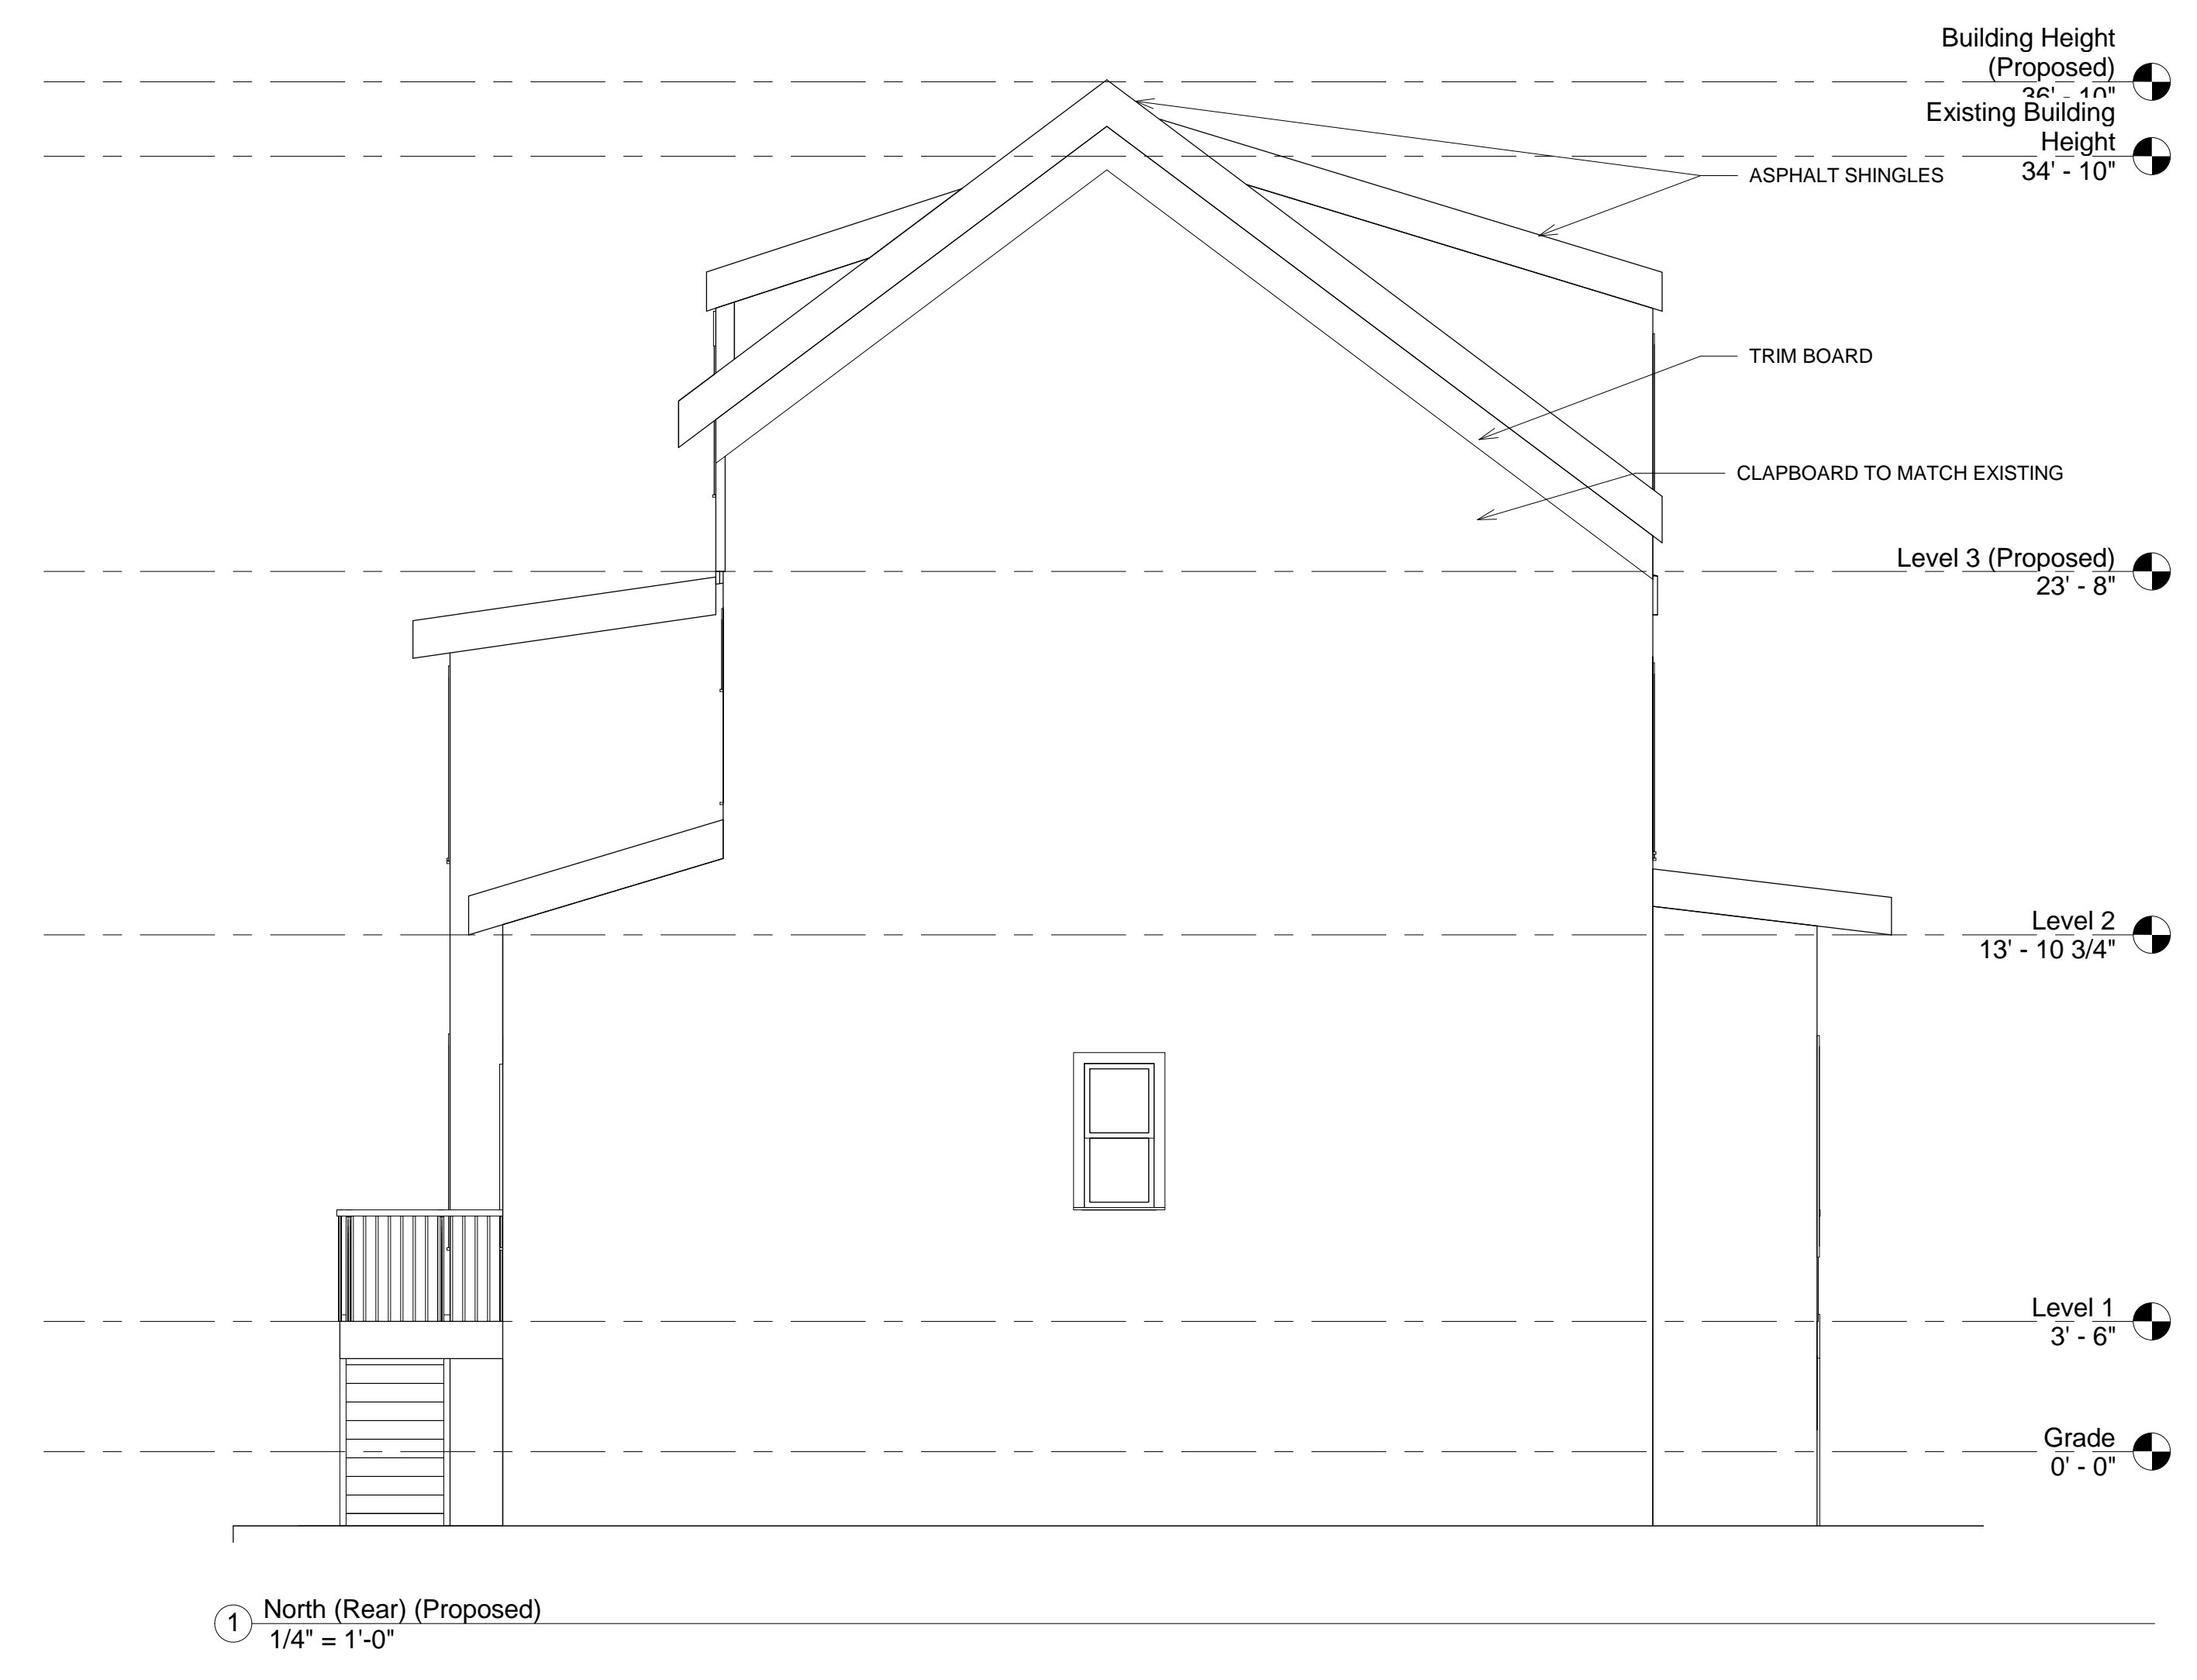 Building Height
(Proposed)
36' - 10"
Existing Building
Height
34' - 10"
ASPHALT SHINGLES
TRIM BOARD
CLAPBOARD TO MATCH EXISTING
Level 3 (Proposed)
23' - 8"
Level 2
13' - 10 3/4"
Level 1
3' - 6"
Grade
0' - 0"
1
North (Rear) (Proposed)
1/4" = 1'-0"